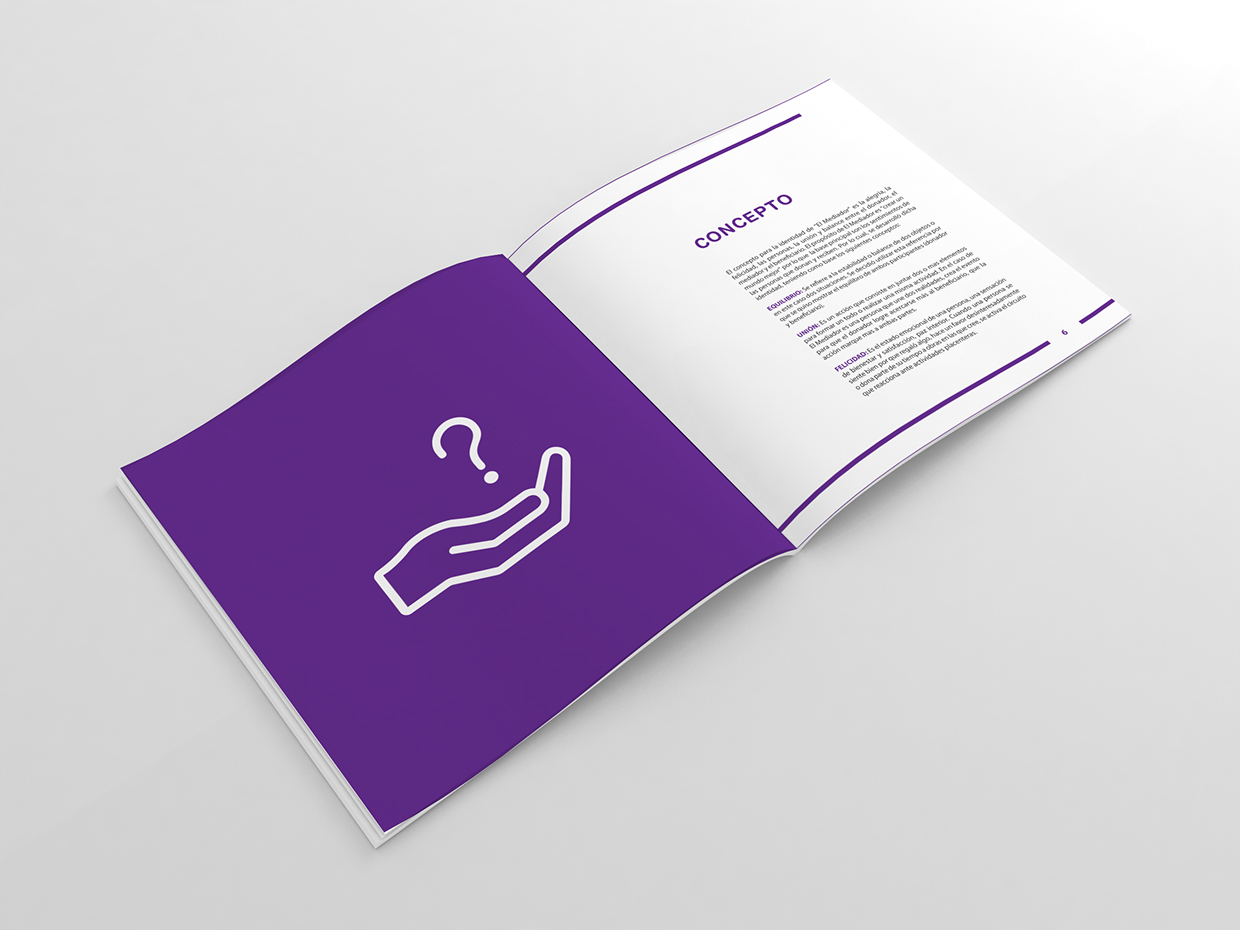 ?
CONCEPTO
El concepto para la identidad de "El Mediador" es la alegría, la
felicidad, las personas, la unión y balance entre el donador, el
mediador y el beneficiario. El propósito de El Mediador es "crear un
mundo mejor" por lo que la base principal son los sentimientos de
las personas que donan y reciben. Por lo cual, se desarrollo dicha
identidad, teniendo como base los siguientes conceptos:
EQUILIBRIO: Se refiere a la estabilidad o balance de dos objetos o
en este caso dos situaciones. Se decidió utilizar esta referencia por
que se quiso mostrar el equilibro de ambos participantes (donador
y beneficiario).
UNIÓN: Es un acción que consiste en juntar dos o mas elementos
para formar un todo o realizar una misma actividad. En el caso de
El Mediador es una persona que une dos realidades, crea el evento
para que el donador logre acercarse más al beneficiario, que la
acción marque mas a ambas partes.
FELICIDAD: Es el estado emocional de una persona, una sensación
de bienestar y satisfacción, paz interior. Cuando una persona se
siente bien por que regaló algo, hace un favor desinteresadamente
o dona parte de su tiempo a obras en las que cree, se activa el circuito
que reacciona ante actividades placenteras.
6